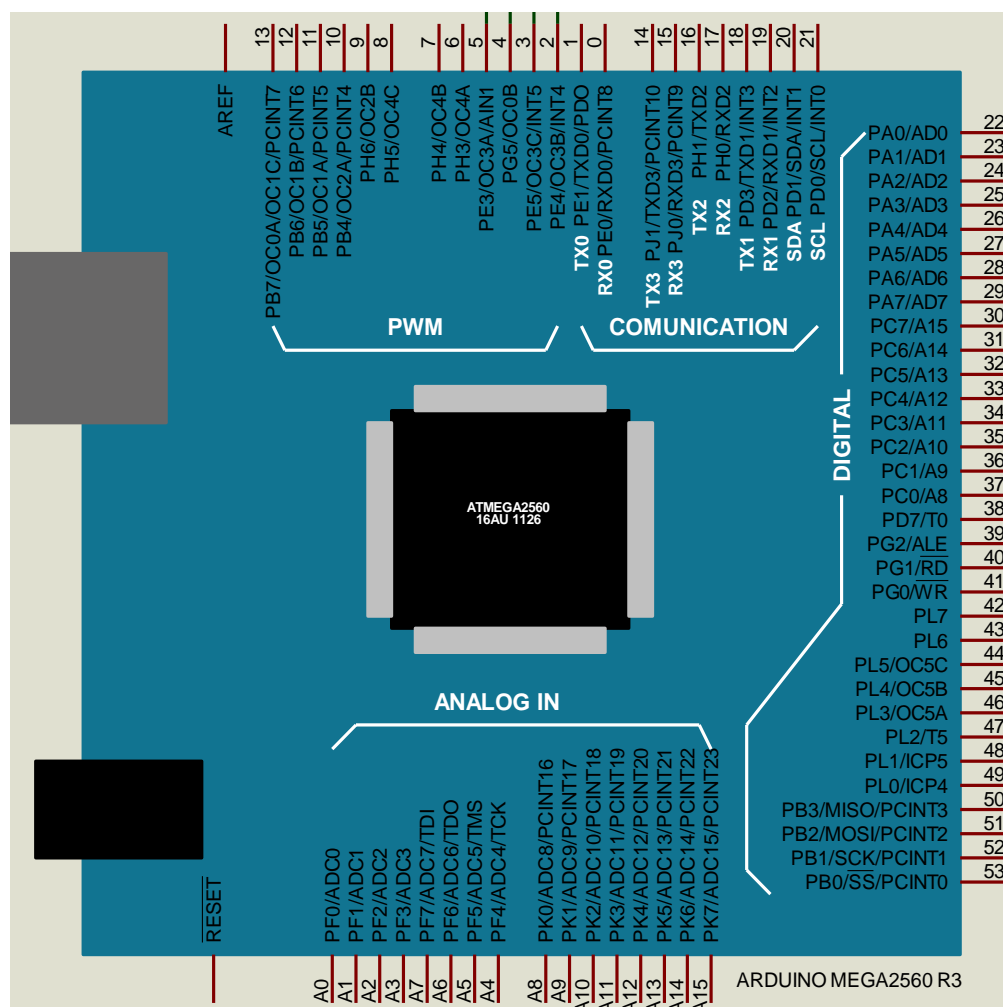 13
12
11
10
9
8
7
6
5
4
3
2
1
0
14
15
16
17
18
19
20
21
AREF
PB7/OC0A/OC1C/PCINT7
PB6/OC1B/PCINT6
PB5/OC1A/PCINT5
PB4/OC2A/PCINT4
PH6/OC2B
PH5/OC4C
PH4/OC4B
PH3/OC4A
PE3/OC3A/AIN1
PG5/OC0B
PE5/OC3C/INT5
PE4/OC3B/INT4
TX0 PE1/TXD0/PDO
RX0 PE0/RXD0/PCINT8
TX3 PJ1/TXD3/PCINT10
RX3 PJ0/RXD3/PCINT9
TX2 PH1/TXD2
RX2 PH0/RXD2
TX1 PD3/TXD1/INT3
RX1 PD2/RXD1/INT2
SDA PD1/SDA/INT1
SCL PD0/SCL/INT0
PWM
COMUNICATION
PA0/AD0 22
PA1/AD1 23
PA2/AD2 24
PA3/AD3 25
PA4/AD4 26
PA5/AD5 27
PA6/AD6 28
PA7/AD7 29
PC7/A15 30
PC6/A14 31
PC5/A13 32
PC4/A12 33
PC3/A11 34
PC2/A10 35
PC1/A9 36
PC0/A8 37
PD7/T0 38
PG2/ALE 39
PG1/RD 40
PG0/WR 41
PL7 42
PL6 43
PL5/OC5C 44
PL4/OC5B 45
PL3/OC5A 46
PL2/T5 47
PL1/ICP5 48
PL0/ICP4 49
PB3/MISO/PCINT3 50
PB2/MOSI/PCINT2 51
PB1/SCK/PCINT1 52
PB0/SS/PCINT0 53
DIGITAL
ATMEGA2560
16AU 1126
ANALOG IN
RESET
PF0/ADC0
PF1/ADC1
PF2/ADC2
PF3/ADC3
PF7/ADC7/TDI
PF6/ADC6/TDO
PF5/ADC5/TMS
PF4/ADC4/TCK
PK0/ADC8/PCINT16
PK1/ADC9/PCINT17
PK2/ADC10/PCINT18
PK3/ADC11/PCINT19
PK4/ADC12/PCINT20
PK5/ADC13/PCINT21
PK6/ADC14/PCINT22
PK7/ADC15/PCINT23
A0
A1
A2
A3
A7
A6
A5
A4
A8
A9
A10
A11
A12
A13
A14
A15
ARDUINO MEGA2560 R3